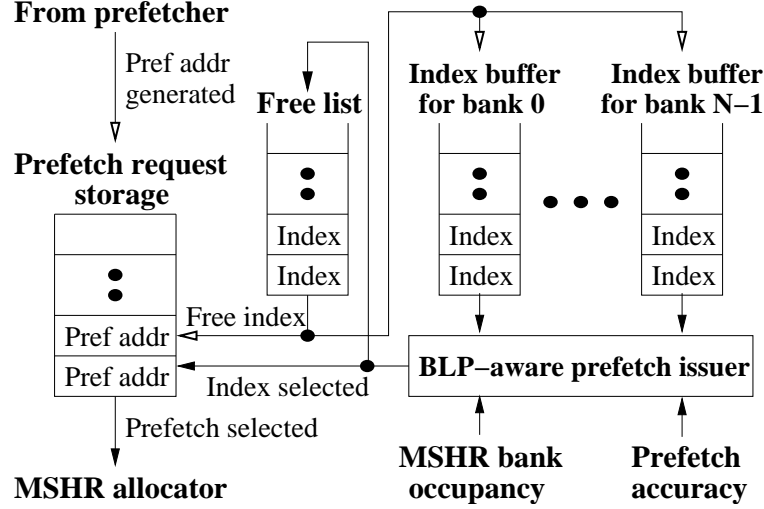 From prefetcher
Pref addr
generated
Free list
Index buffer
for bank 0
Index buffer
for bank N−1
Prefetch request
storage
Index
Index
Index
Index
Index
Index
Free index
Pref addr
Pref addr
Index selected
BLP−aware prefetch issuer
Prefetch selected
MSHR allocator
MSHR bank
occupancy
Prefetch
accuracy